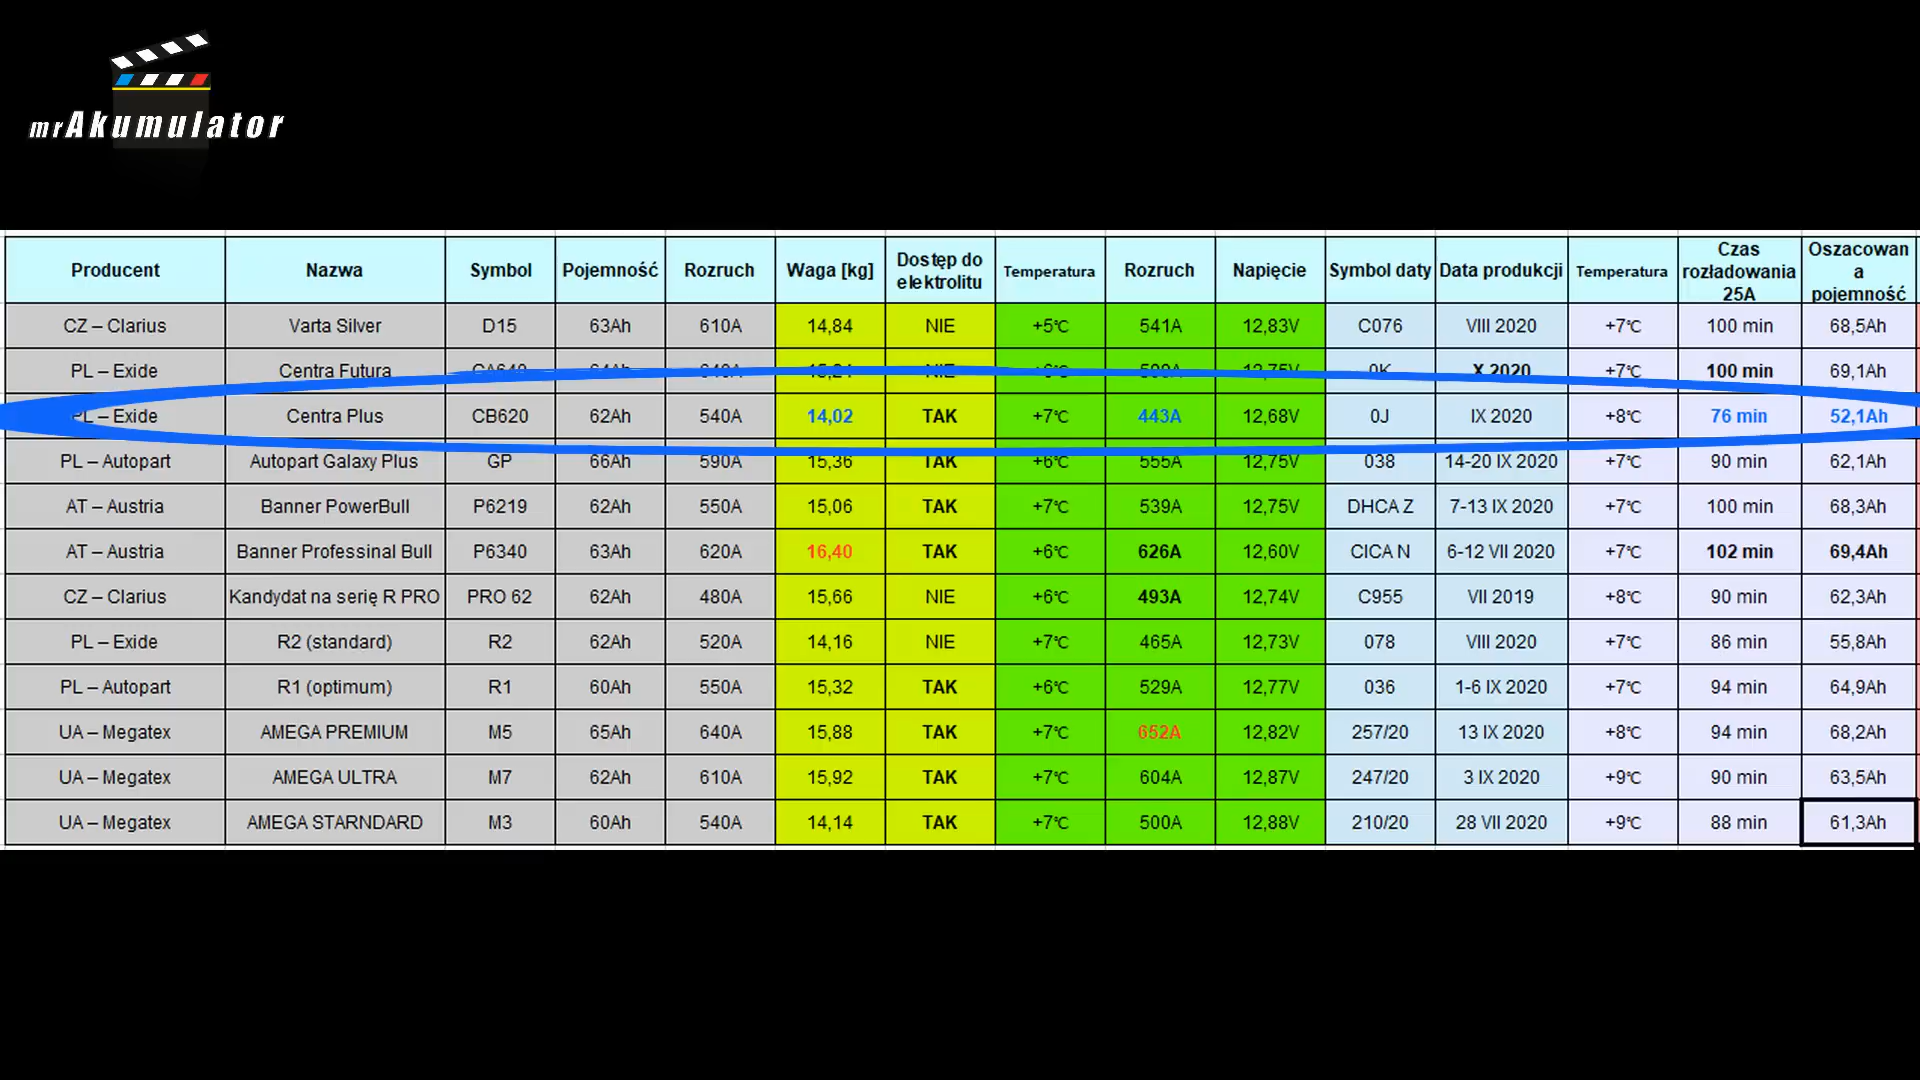 mrAkumulator
Producent Nazwa Symbol Pojemność Rozruch Waga [kg] Dostęp do elektrolitu Temperatura Rozruch Napięcie Symbol daty Data produkcji Temperatura Czas rozładowania 25A Oszacowana pojemność
CZ – Clarius Varta Silver D15 63Ah 610A 14,84 NIE +5℃ 541A 12,83V C076 VIII 2020 +7℃ 100 min 68,5Ah
PL – Exide Centra Futura CA640 64Ah 640A NIE 12,75V 0K X 2020 +7℃ 100 min 69,1Ah
PL – Exide Centra Plus CB620 62Ah 540A 14,02 TAK +7℃ 443A 12,68V 0J IX 2020 +8℃ 76 min 52,1Ah
PL – Autopart Autopart Galaxy Plus GP 66Ah 590A 15,36 TAK +6℃ 555A 12,75V 038 14-20 IX 2020 +7℃ 90 min 62,1Ah
AT – Austria Banner PowerBull P6219 62Ah 550A 15,06 TAK +7℃ 539A 12,75V DHCA Z 7-13 IX 2020 +7℃ 100 min 68,3Ah
AT – Austria Banner Professinal Bull P6340 63Ah 620A 16,40 TAK +6℃ 626A 12,60V CICA N 6-12 VII 2020 +7℃ 102 min 69,4Ah
CZ – Clarius Kandydat na serię R PRO PRO 62 62Ah 480A 15,66 NIE +6℃ 493A 12,74V C955 VII 2019 +8℃ 90 min 62,3Ah
PL – Exide R2 (standard) R2 62Ah 520A 14,16 NIE +7℃ 465A 12,73V 078 VIII 2020 +7℃ 86 min 55,8Ah
PL – Autopart R1 (optimum) R1 60Ah 550A 15,32 TAK +6℃ 529A 12,77V 036 1-6 IX 2020 +7℃ 94 min 64,9Ah
UA – Megatex AMEGA PREMIUM M5 65Ah 640A 15,88 TAK +7℃ 652A 12,82V 257/20 13 IX 2020 +8℃ 94 min 68,2Ah
UA – Megatex AMEGA ULTRA M7 62Ah 610A 15,92 TAK +7℃ 604A 12,87V 247/20 3 IX 2020 +9℃ 90 min 63,5Ah
UA – Megatex AMEGA STARNDARD M3 60Ah 540A 14,14 TAK +7℃ 500A 12,88V 210/20 28 VII 2020 +9℃ 88 min 61,3Ah